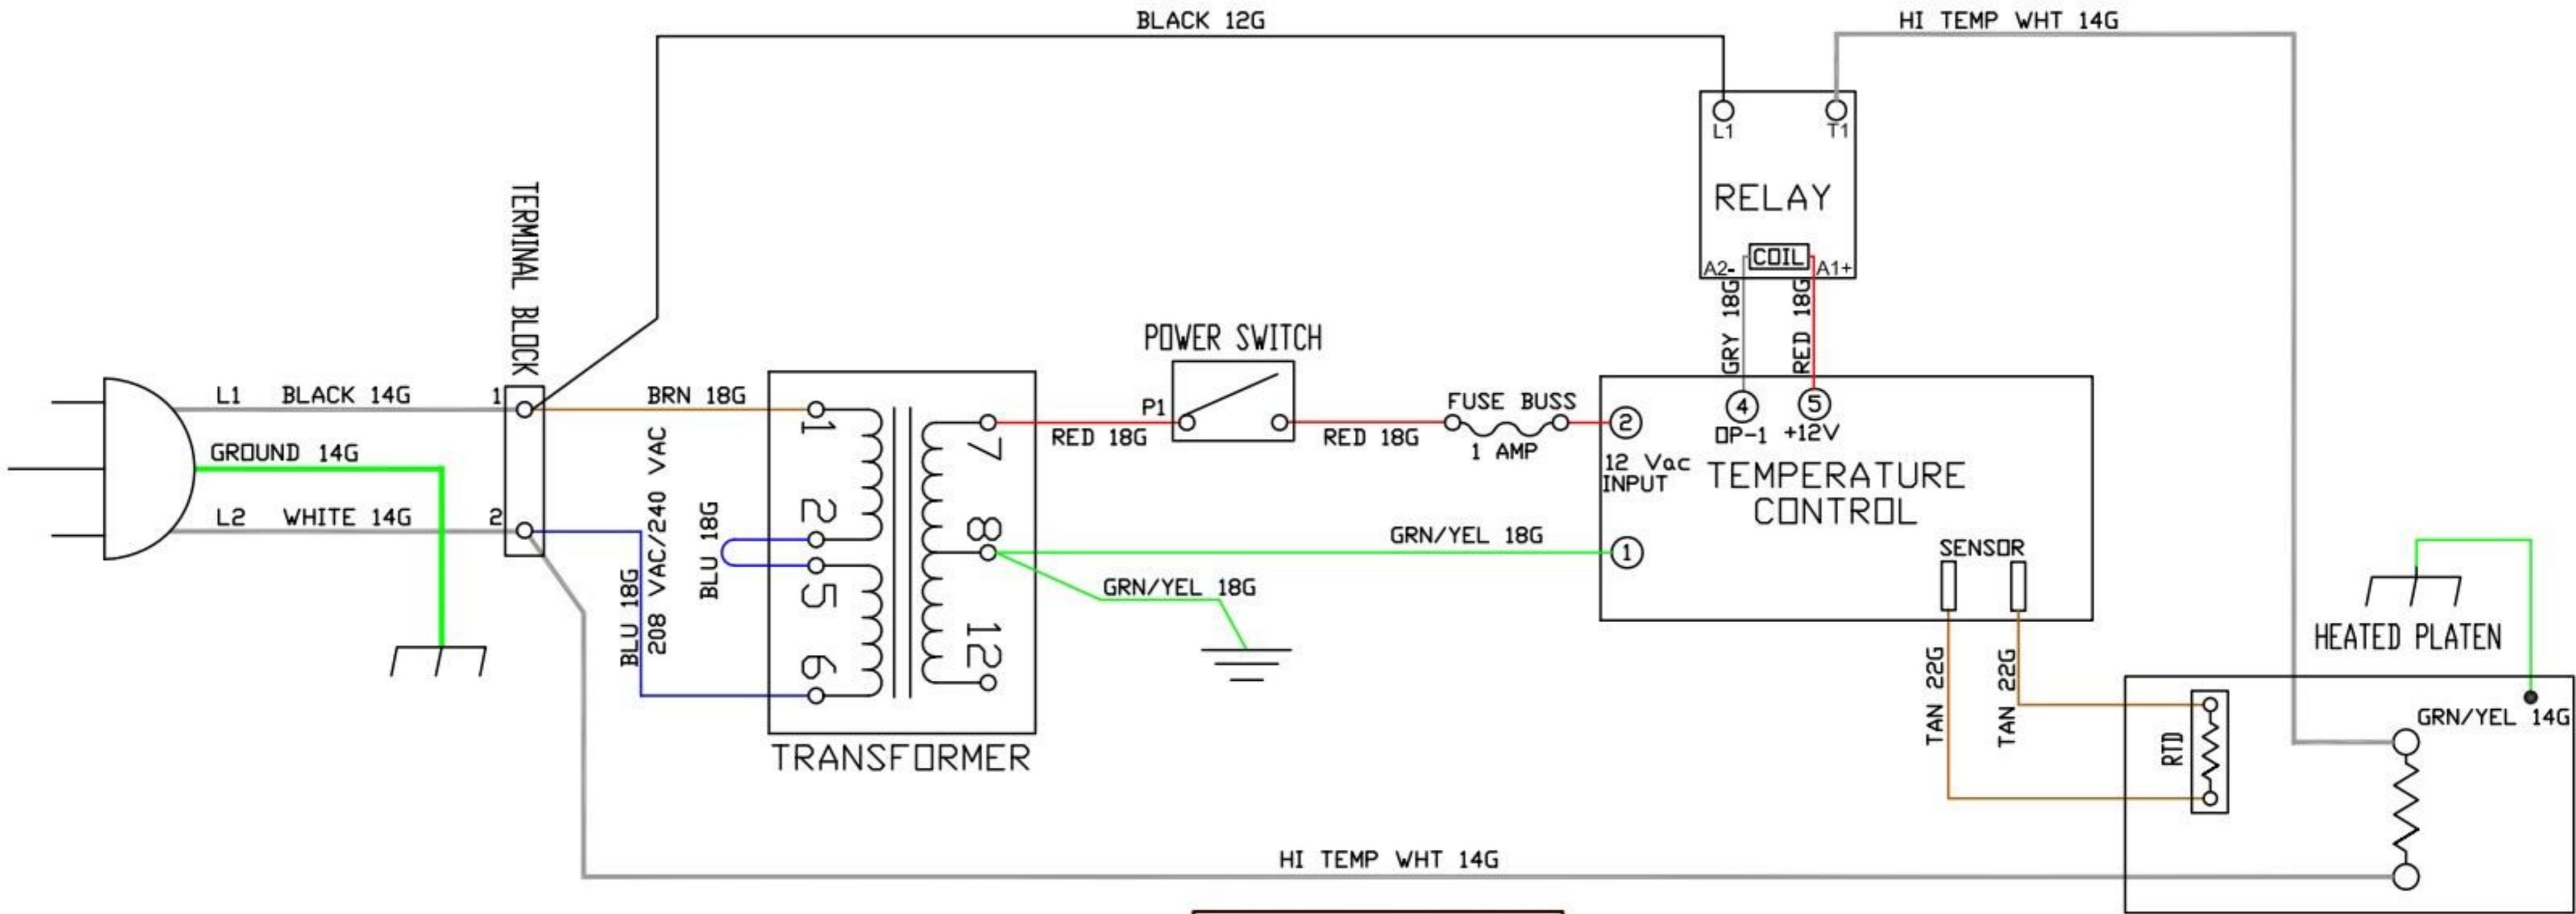 BLACK 12G
HI TEMP WHT 14G
L1
T1
RELAY
COIL
A2-
A1+
GRY 18G
RED 18G
TERMINAL BLOCK
POWER SWITCH
L1 BLACK 14G
1
BRN 18G
1
P1
FUSE BUSS
2
4
5
OP-1
+12V
7
RED 18G
RED 18G
1 AMP
GROUND 14G
12 Vac
INPUT
TEMPERATURE
CONTROL
L2 WHITE 14G
2
208 VAC/240 VAC
BLU 18G
BLU 18G
2
8
GRN/YEL 18G
1
SENSOR
5
GRN/YEL 18G
6
12
HEATED PLATEN
TAN 22G
TAN 22G
GRN/YEL 14G
RTD
TRANSFORMER
HI TEMP WHT 14G